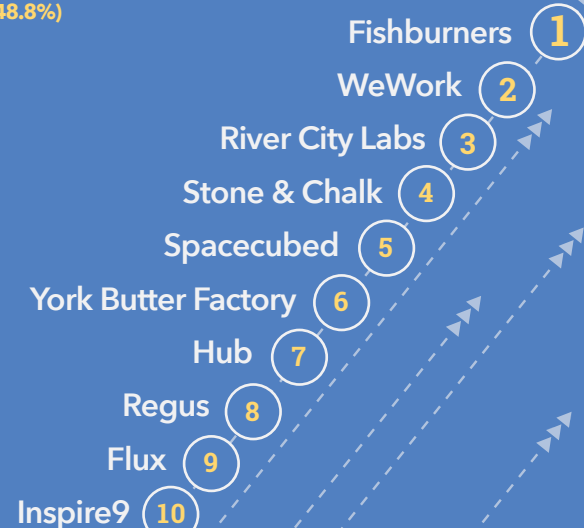 48.8%)
Fishburners 1
WeWork 2
River City Labs 3
Stone & Chalk 4
Spacecubed 5
York Butter Factory 6
Hub 7
Regus 8
Flux 9
Inspire9 10